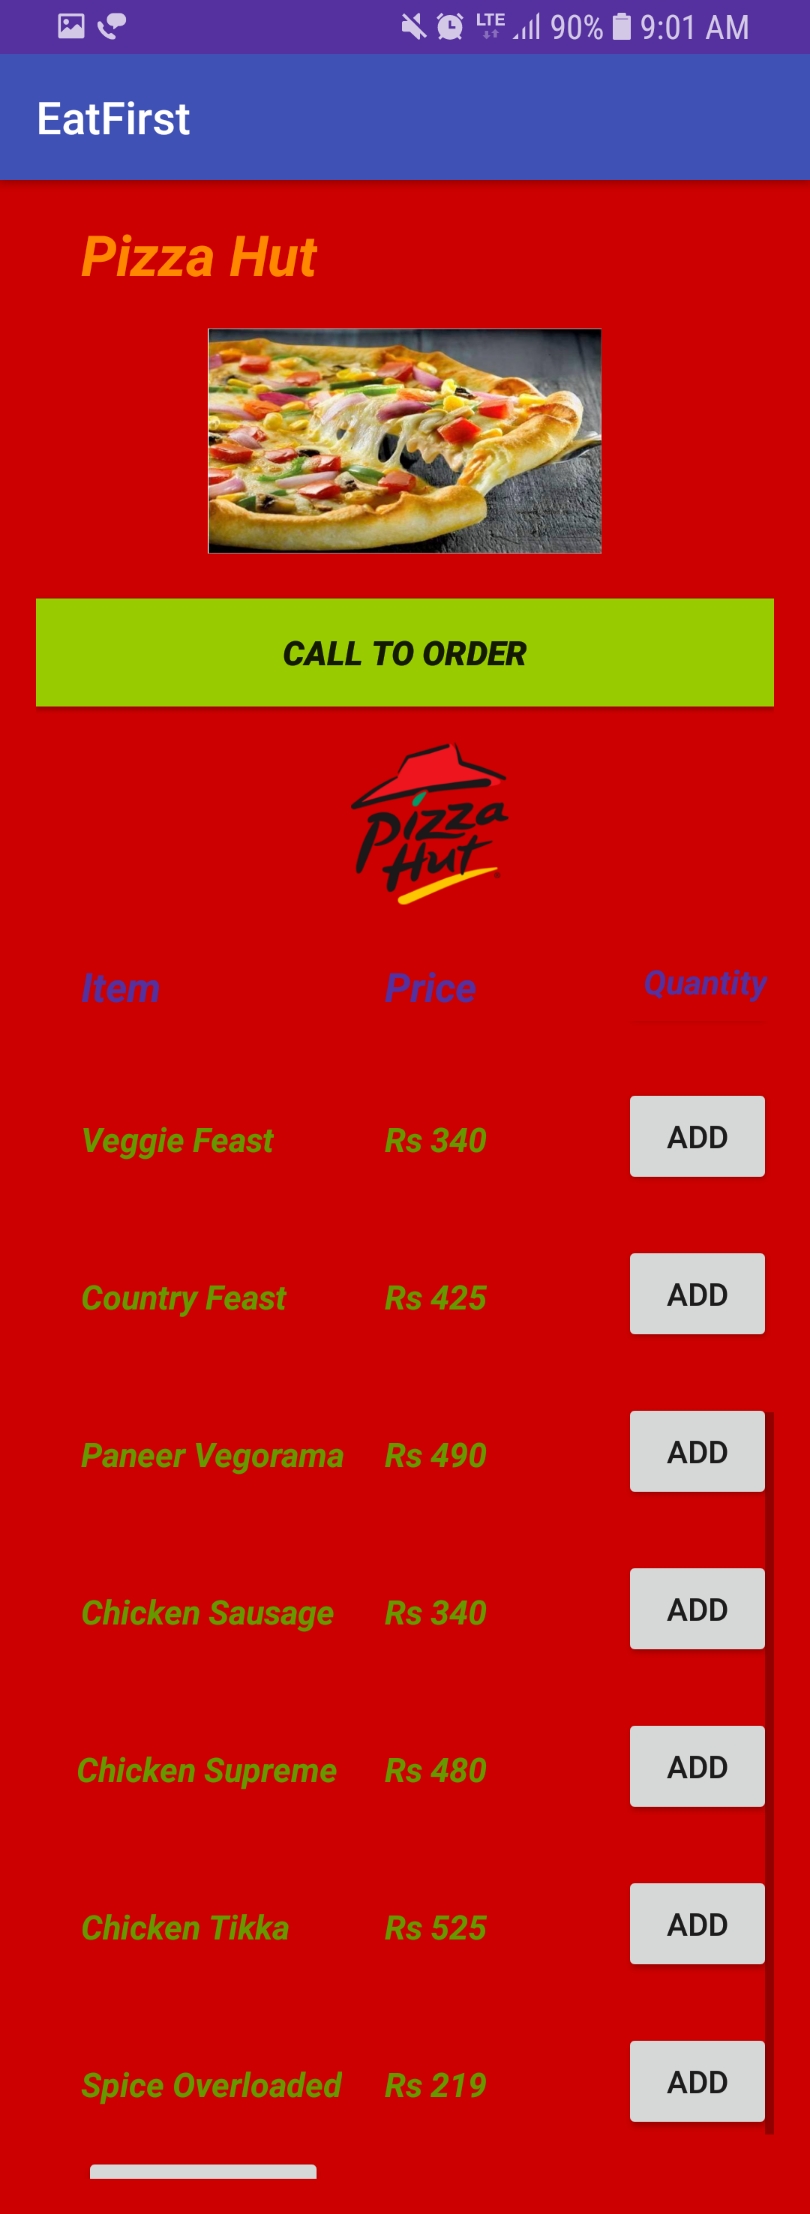 LTE 90% 9:01 AM
EatFirst
Pizza Hut
CALL TO ORDER
Pizza
Hut
Item Price Quantity
Veggie Feast Rs 340 ADD
Country Feast Rs 425 ADD
Paneer Vegorama Rs 490 ADD
Chicken Sausage Rs 340 ADD
Chicken Supreme Rs 480 ADD
Chicken Tikka Rs 525 ADD
Spice Overloaded Rs 219 ADD